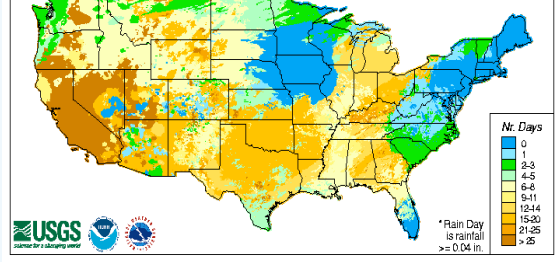 Nr. Days
0
1
2-3
4-5
6-8
9-11
12-14
15-20
21-25
> 25
* Rain Day
is rainfall
>= 0.04 in.
USGS
science for a changing world